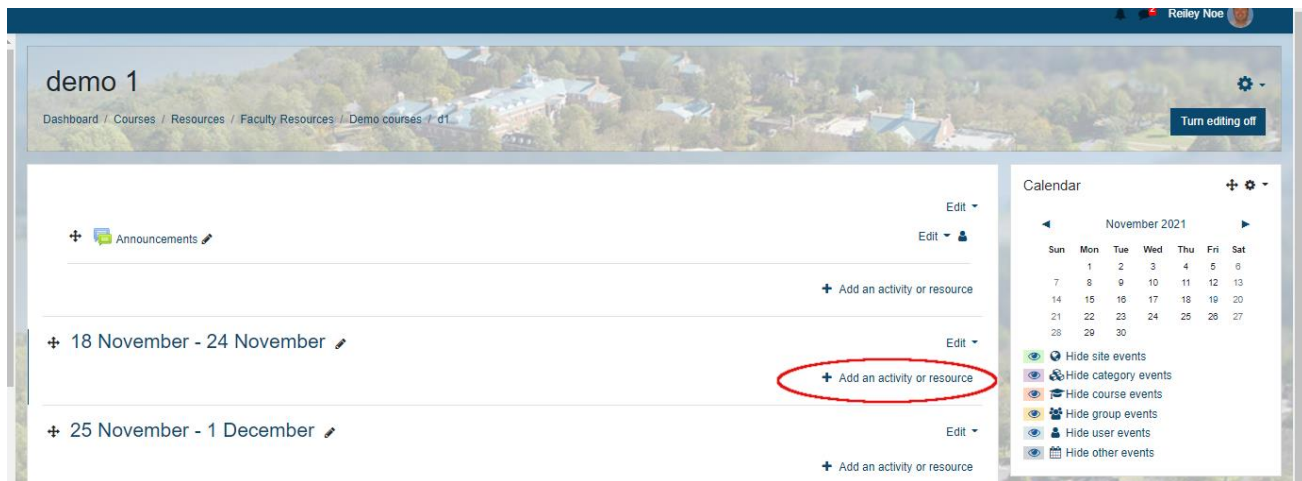 2 Reiley Noe
demo 1
Dashboard / Courses / Resources / Faculty Resources / Demo courses / d1
Turn editing off
Edit
Announcements
Edit
+ Add an activity or resource
18 November - 24 November
Edit
+ Add an activity or resource
25 November - 1 December
Edit
+ Add an activity or resource
Calendar
◄ November 2021 ►
Sun Mon Tue Wed Thu Fri Sat
1 2 3 4 5 6
7 8 9 10 11 12 13
14 15 16 17 18 19 20
21 22 23 24 25 26 27
28 29 30
Hide site events
Hide category events
Hide course events
Hide group events
Hide user events
Hide other events